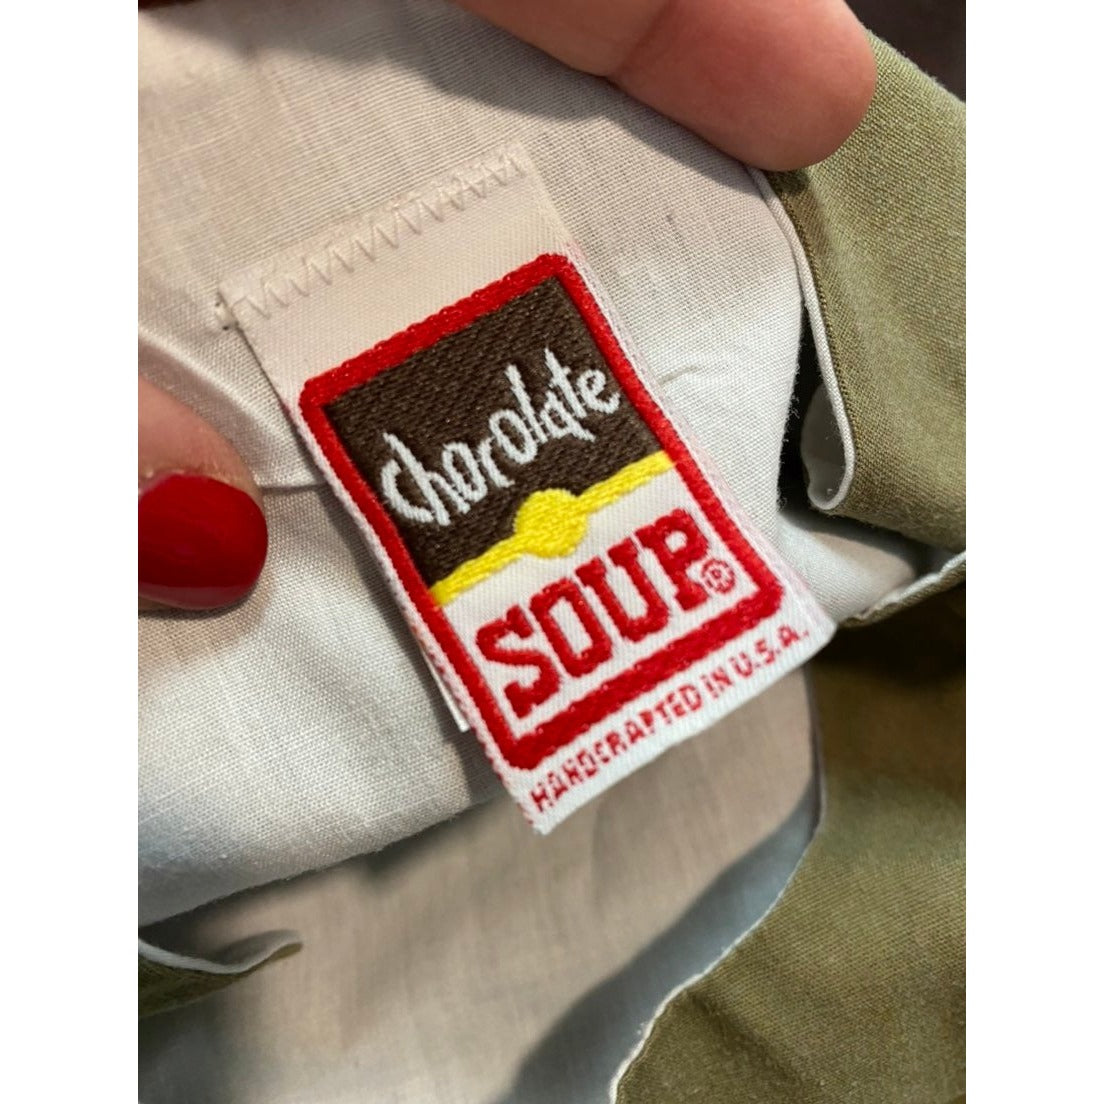 chocolate
SOUP®
HANDCRAFTED IN U.S.A.